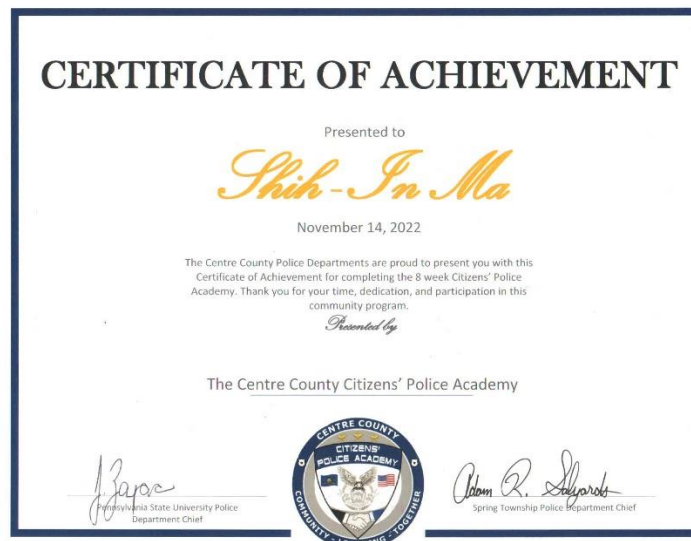 CERTIFICATE OF ACHIEVEMENT
Presented to
Shih-In Ma
November 14, 2022
The Centre County Police Departments are proud to present you with this
Certificate of Achievement for completing the 8 week Citizens' Police
Academy. Thank you for your time, dedication, and participation in this
community program.
Presented by
The Centre County Citizens' Police Academy
CENTRE COUNTY
CITIZENS'
POLICE ACADEMY
COMMUNITY - LEARNING - TOGETHER
Pennsylvania State University Police
Department Chief
Adam R. Salyards
Spring Township Police Department Chief